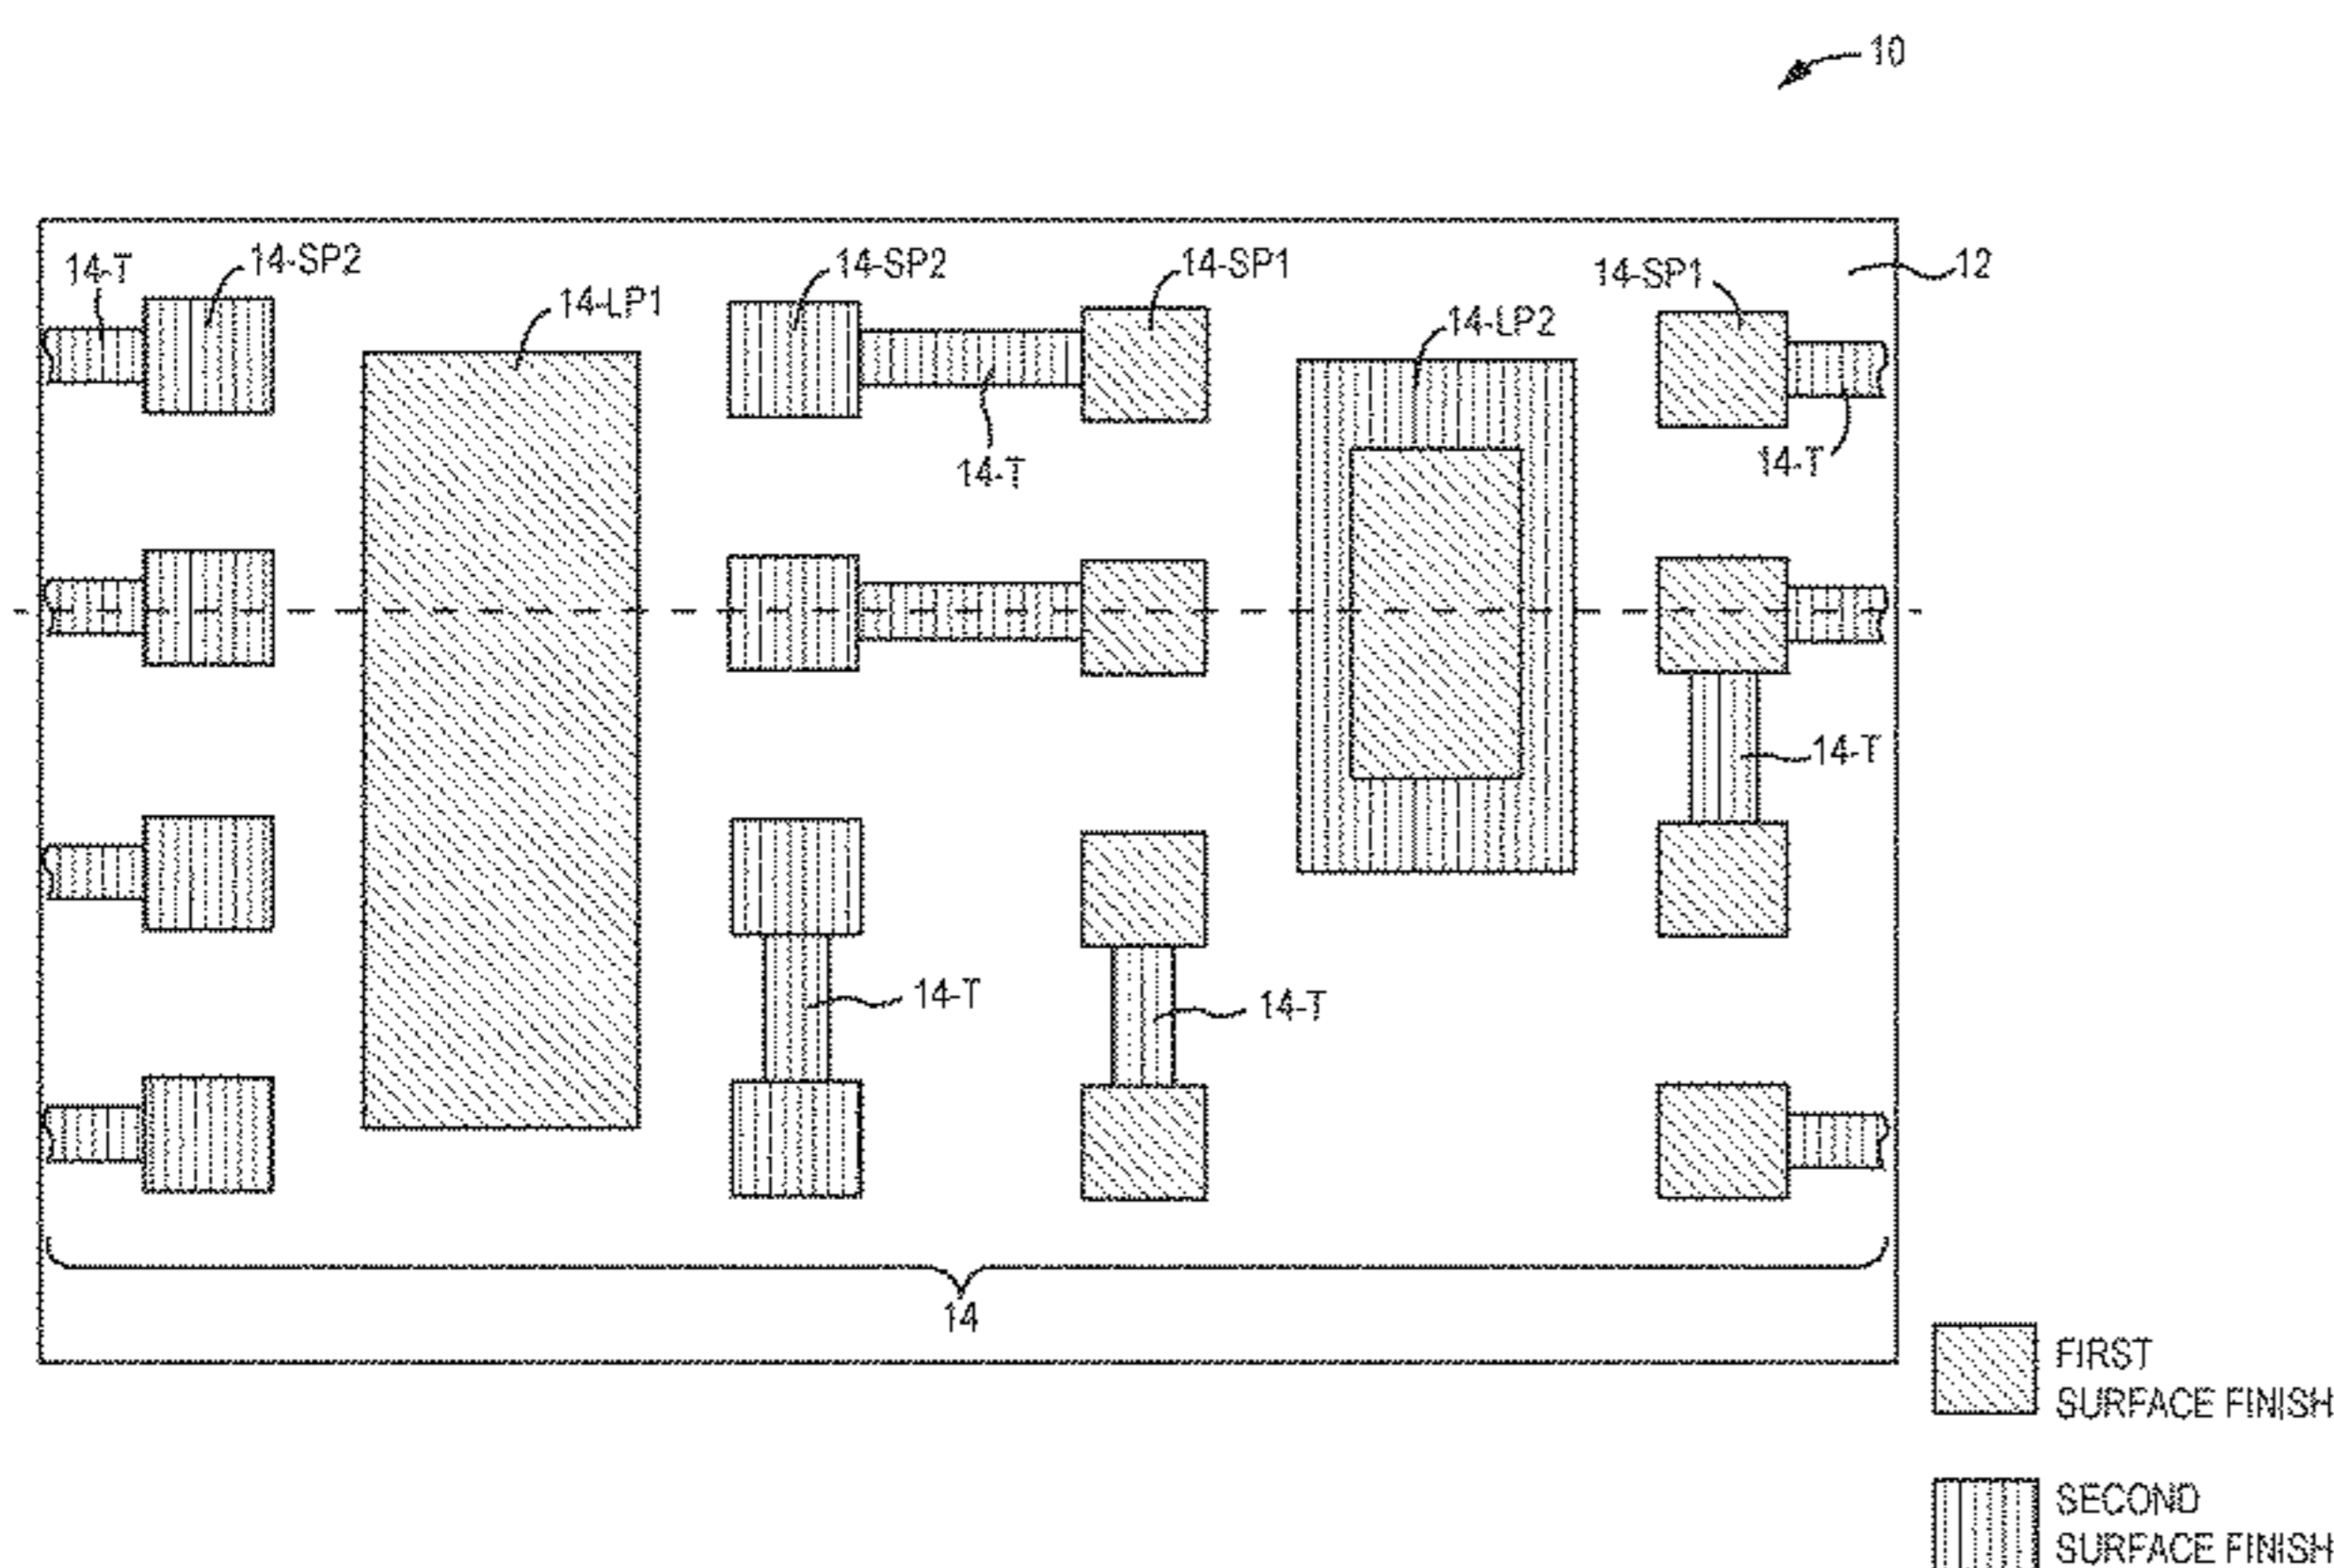 10
14-T
14-SP2
14-LP1
14-SP2
14-SP1
14-SP1
12
14-LP2
14-T
14-T
14-T
14-T
14-T
14
FIRST
SURFACE FINISH
SECOND
SURFACE FINISH